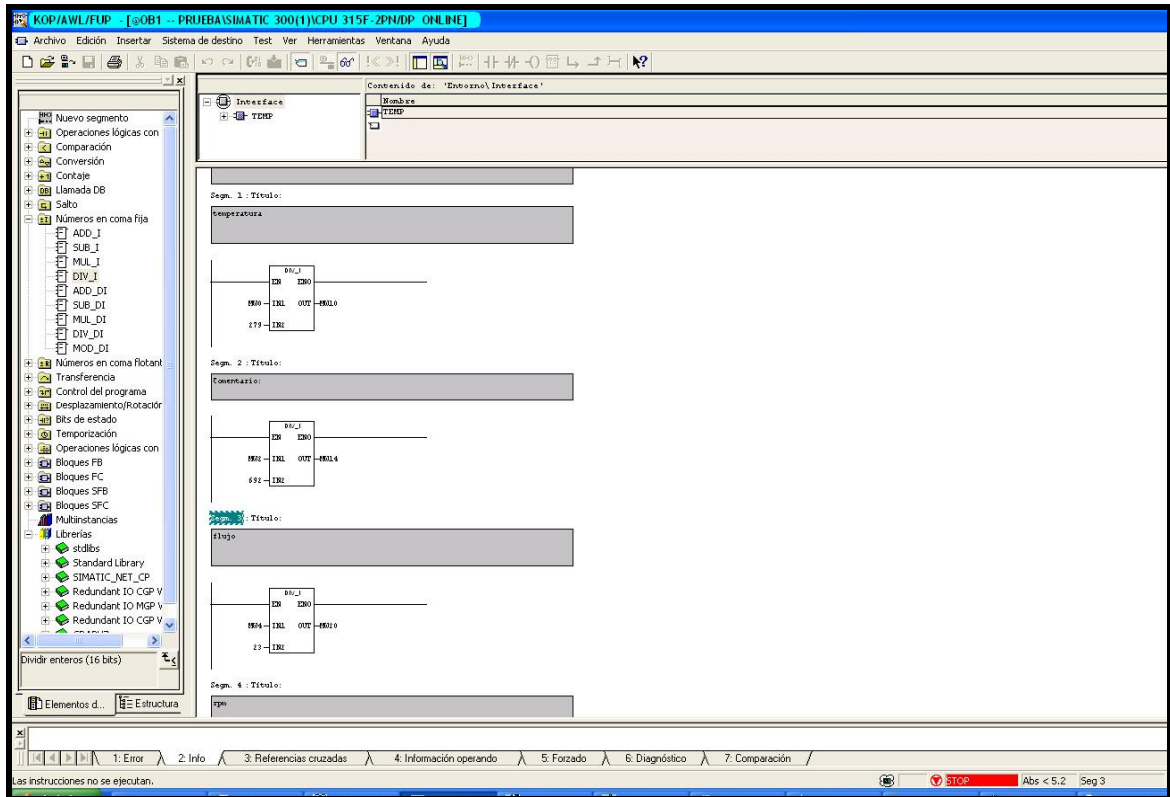 KOP/AWL/FUP - [@OB1 -- PRUEBA\SIMATIC 300(1)\CPU 315F-2PN/DP ONLINE]
Archivo Edición Insertar Sistema de destino Test Ver Herramientas Ventana Ayuda
Contenido de: 'Entorno\Interface'
Interface
TEMP
Nombre
TEMP
Nuevo segmento
Operaciones lógicas con
Comparación
Conversión
Contaje
Llamada DB
Salto
Números en coma fija
ADD_I
SUB_I
MUL_I
DIV_I
ADD_DI
SUB_DI
MUL_DI
DIV_DI
MOD_DI
Números en coma flotant
Transferencia
Control del programa
Desplazamiento/Rotación
Bits de estado
Temporización
Operaciones lógicas con
Bloques FB
Bloques FC
Bloques SFB
Bloques SFC
Multiinstancias
Librerías
stdlibs
Standard Library
SIMATIC_NET_CP
Redundant IO CGP V
Redundant IO MGP V
Redundant IO CGP V
Dividir enteros (16 bits)
Elementos d...
Estructura
Segm. 1 : Título:
temperatura
DIV_I
EN ENO
MW0 IN1 OUT MW10
279 IN2
Segm. 2 : Título:
Comentario:
DIV_I
EN ENO
MW2 IN1 OUT MW14
692 IN2
Segm. 3 : Título:
flujo
DIV_I
EN ENO
MW4 IN1 OUT MW20
23 IN2
Segm. 4 : Título:
rpm
1: Error 2: Info 3: Referencias cruzadas 4: Información operando 5: Forzado 6: Diagnóstico 7: Comparación
Las instrucciones no se ejecutan.
STOP
Abs < 5.2
Seg 3